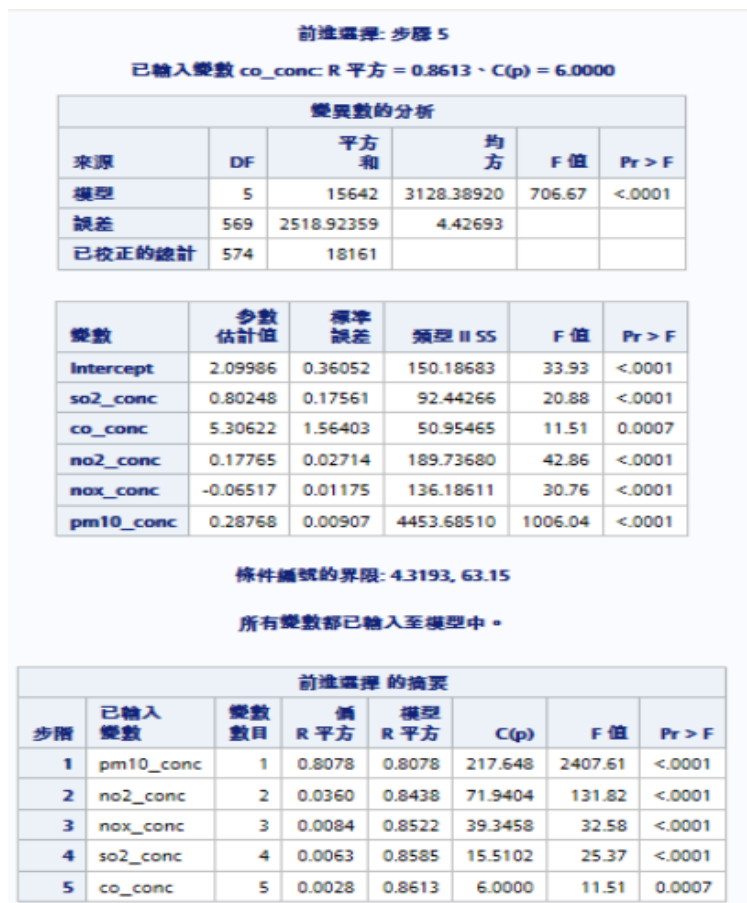 前進選擇: 步驟 5
已輸入變數 co_conc: R 平方 = 0.8613、C(p) = 6.0000
變異數的分析
來源 DF 平方和 均方 F 值 Pr > F
模型 5 15642 3128.38920 706.67 <.0001
誤差 569 2518.92359 4.42693
已校正的總計 574 18161
變數 參數估計值 標準誤差 類型 II SS F 值 Pr > F
Intercept 2.09986 0.36052 150.18683 33.93 <.0001
so2_conc 0.80248 0.17561 92.44266 20.88 <.0001
co_conc 5.30622 1.56403 50.95465 11.51 0.0007
no2_conc 0.17765 0.02714 189.73680 42.86 <.0001
nox_conc -0.06517 0.01175 136.18611 30.76 <.0001
pm10_conc 0.28768 0.00907 4453.68510 1006.04 <.0001
條件編號的界限: 4.3193, 63.15
所有變數都已輸入至模型中。
前進選擇 的摘要
步階 已輸入變數 變數數目 偏 R 平方 模型 R 平方 C(p) F 值 Pr > F
1 pm10_conc 1 0.8078 0.8078 217.648 2407.61 <.0001
2 no2_conc 2 0.0360 0.8438 71.9404 131.82 <.0001
3 nox_conc 3 0.0084 0.8522 39.3458 32.58 <.0001
4 so2_conc 4 0.0063 0.8585 15.5102 25.37 <.0001
5 co_conc 5 0.0028 0.8613 6.0000 11.51 0.0007